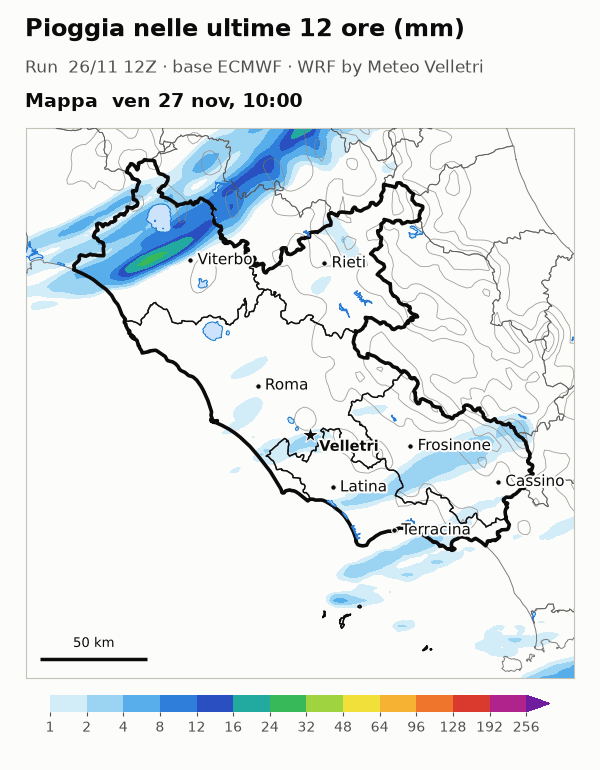 Pioggia nelle ultime 12 ore (mm)
Run 26/11 12Z · base ECMWF · WRF by Meteo Velletri
Mappa ven 27 nov, 10:00
Viterbo
Rieti
Roma
Velletri
Frosinone
Latina
Cassino
Terracina
50 km
1 2 4 8 12 16 24 32 48 64 96 128 192 256